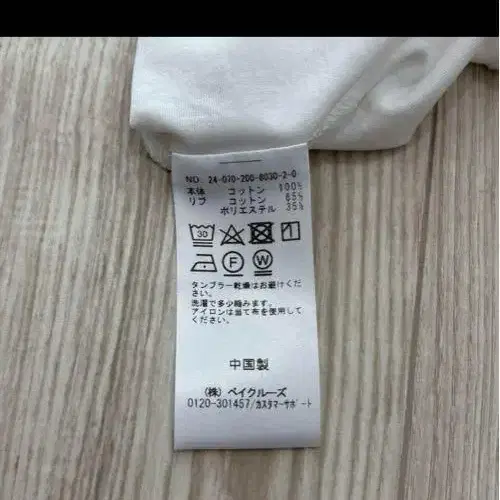 NO. 24-070-200-8030-2-0
本体 コットン 100%
リブ コットン 65%
ポリエステル 35%
30
F W
タンブラー乾燥はお避けくだ
さい。
洗濯で多少縮みます。
アイロンは当て布を使用して
ください。
中国製
(株) ベイクルーズ
0120-301457/カスタマーサポート